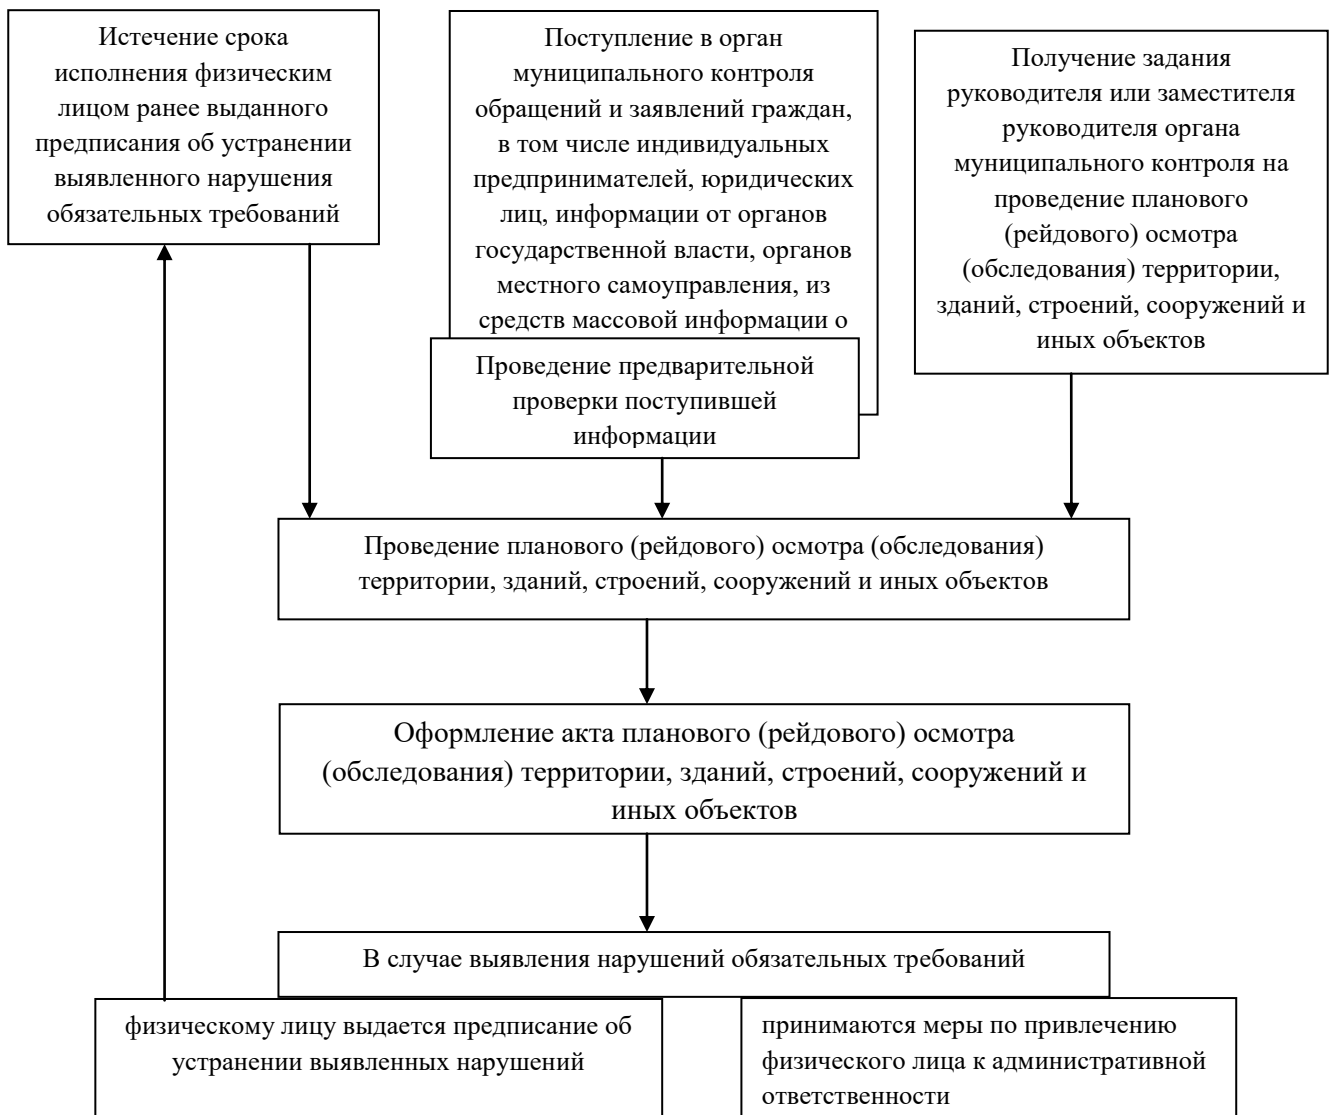 Истечение срока
исполнения физическим
лицом ранее выданного
предписания об устранении
выявленного нарушения
обязательных требований
Поступление в орган
муниципального контроля
обращений и заявлений граждан,
в том числе индивидуальных
предпринимателей, юридических
лиц, информации от органов
государственной власти, органов
местного самоуправления, из
средств массовой информации о
Получение задания
руководителя или заместителя
руководителя органа
муниципального контроля на
проведение планового
(рейдового) осмотра
(обследования) территории,
зданий, строений, сооружений и
иных объектов
Проведение предварительной
проверки поступившей
информации
Проведение планового (рейдового) осмотра (обследования)
территории, зданий, строений, сооружений и иных объектов
Оформление акта планового (рейдового) осмотра
(обследования) территории, зданий, строений, сооружений и
иных объектов
В случае выявления нарушений обязательных требований
физическому лицу выдается предписание об
устранении выявленных нарушений
принимаются меры по привлечению
физического лица к административной
ответственности